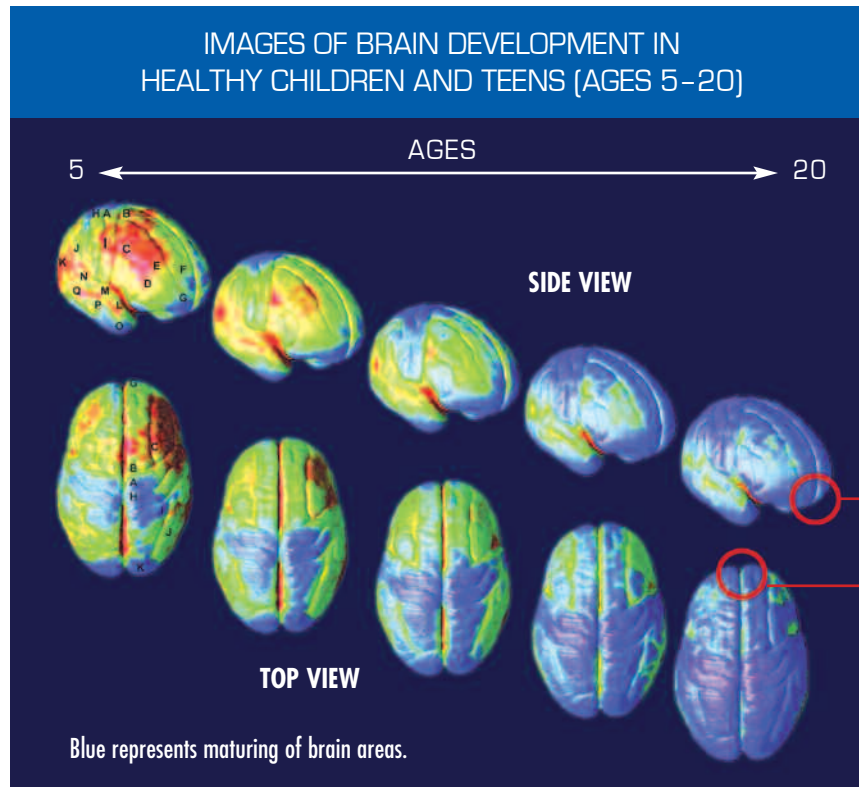 IMAGES OF BRAIN DEVELOPMENT IN
HEALTHY CHILDREN AND TEENS (AGES 5–20)
AGES
5
20
H A B
I C
J
K
E F
N
D
Q M
G
P L
O
SIDE VIEW
G
C
B
A
H
I
J
K
TOP VIEW
Blue represents maturing of brain areas.